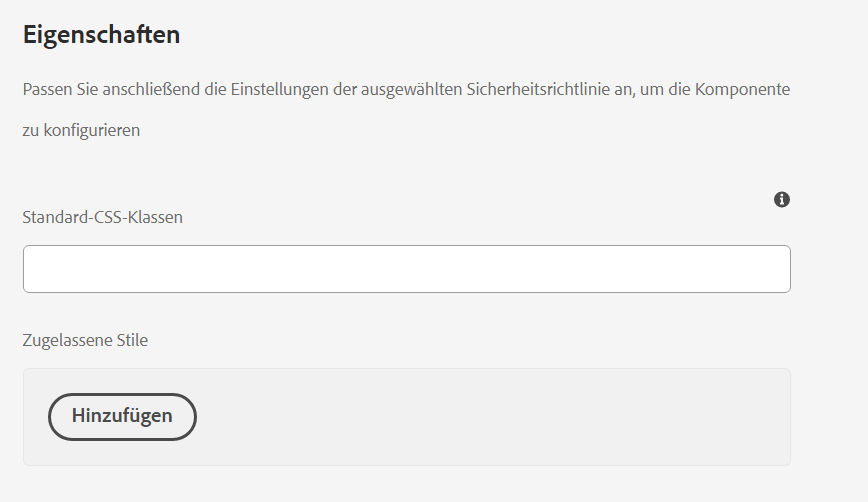 Eigenschaften
Passen Sie anschließend die Einstellungen der ausgewählten Sicherheitsrichtlinie an, um die Komponente
zu konfigurieren
Standard-CSS-Klassen
Zugelassene Stile
Hinzufügen